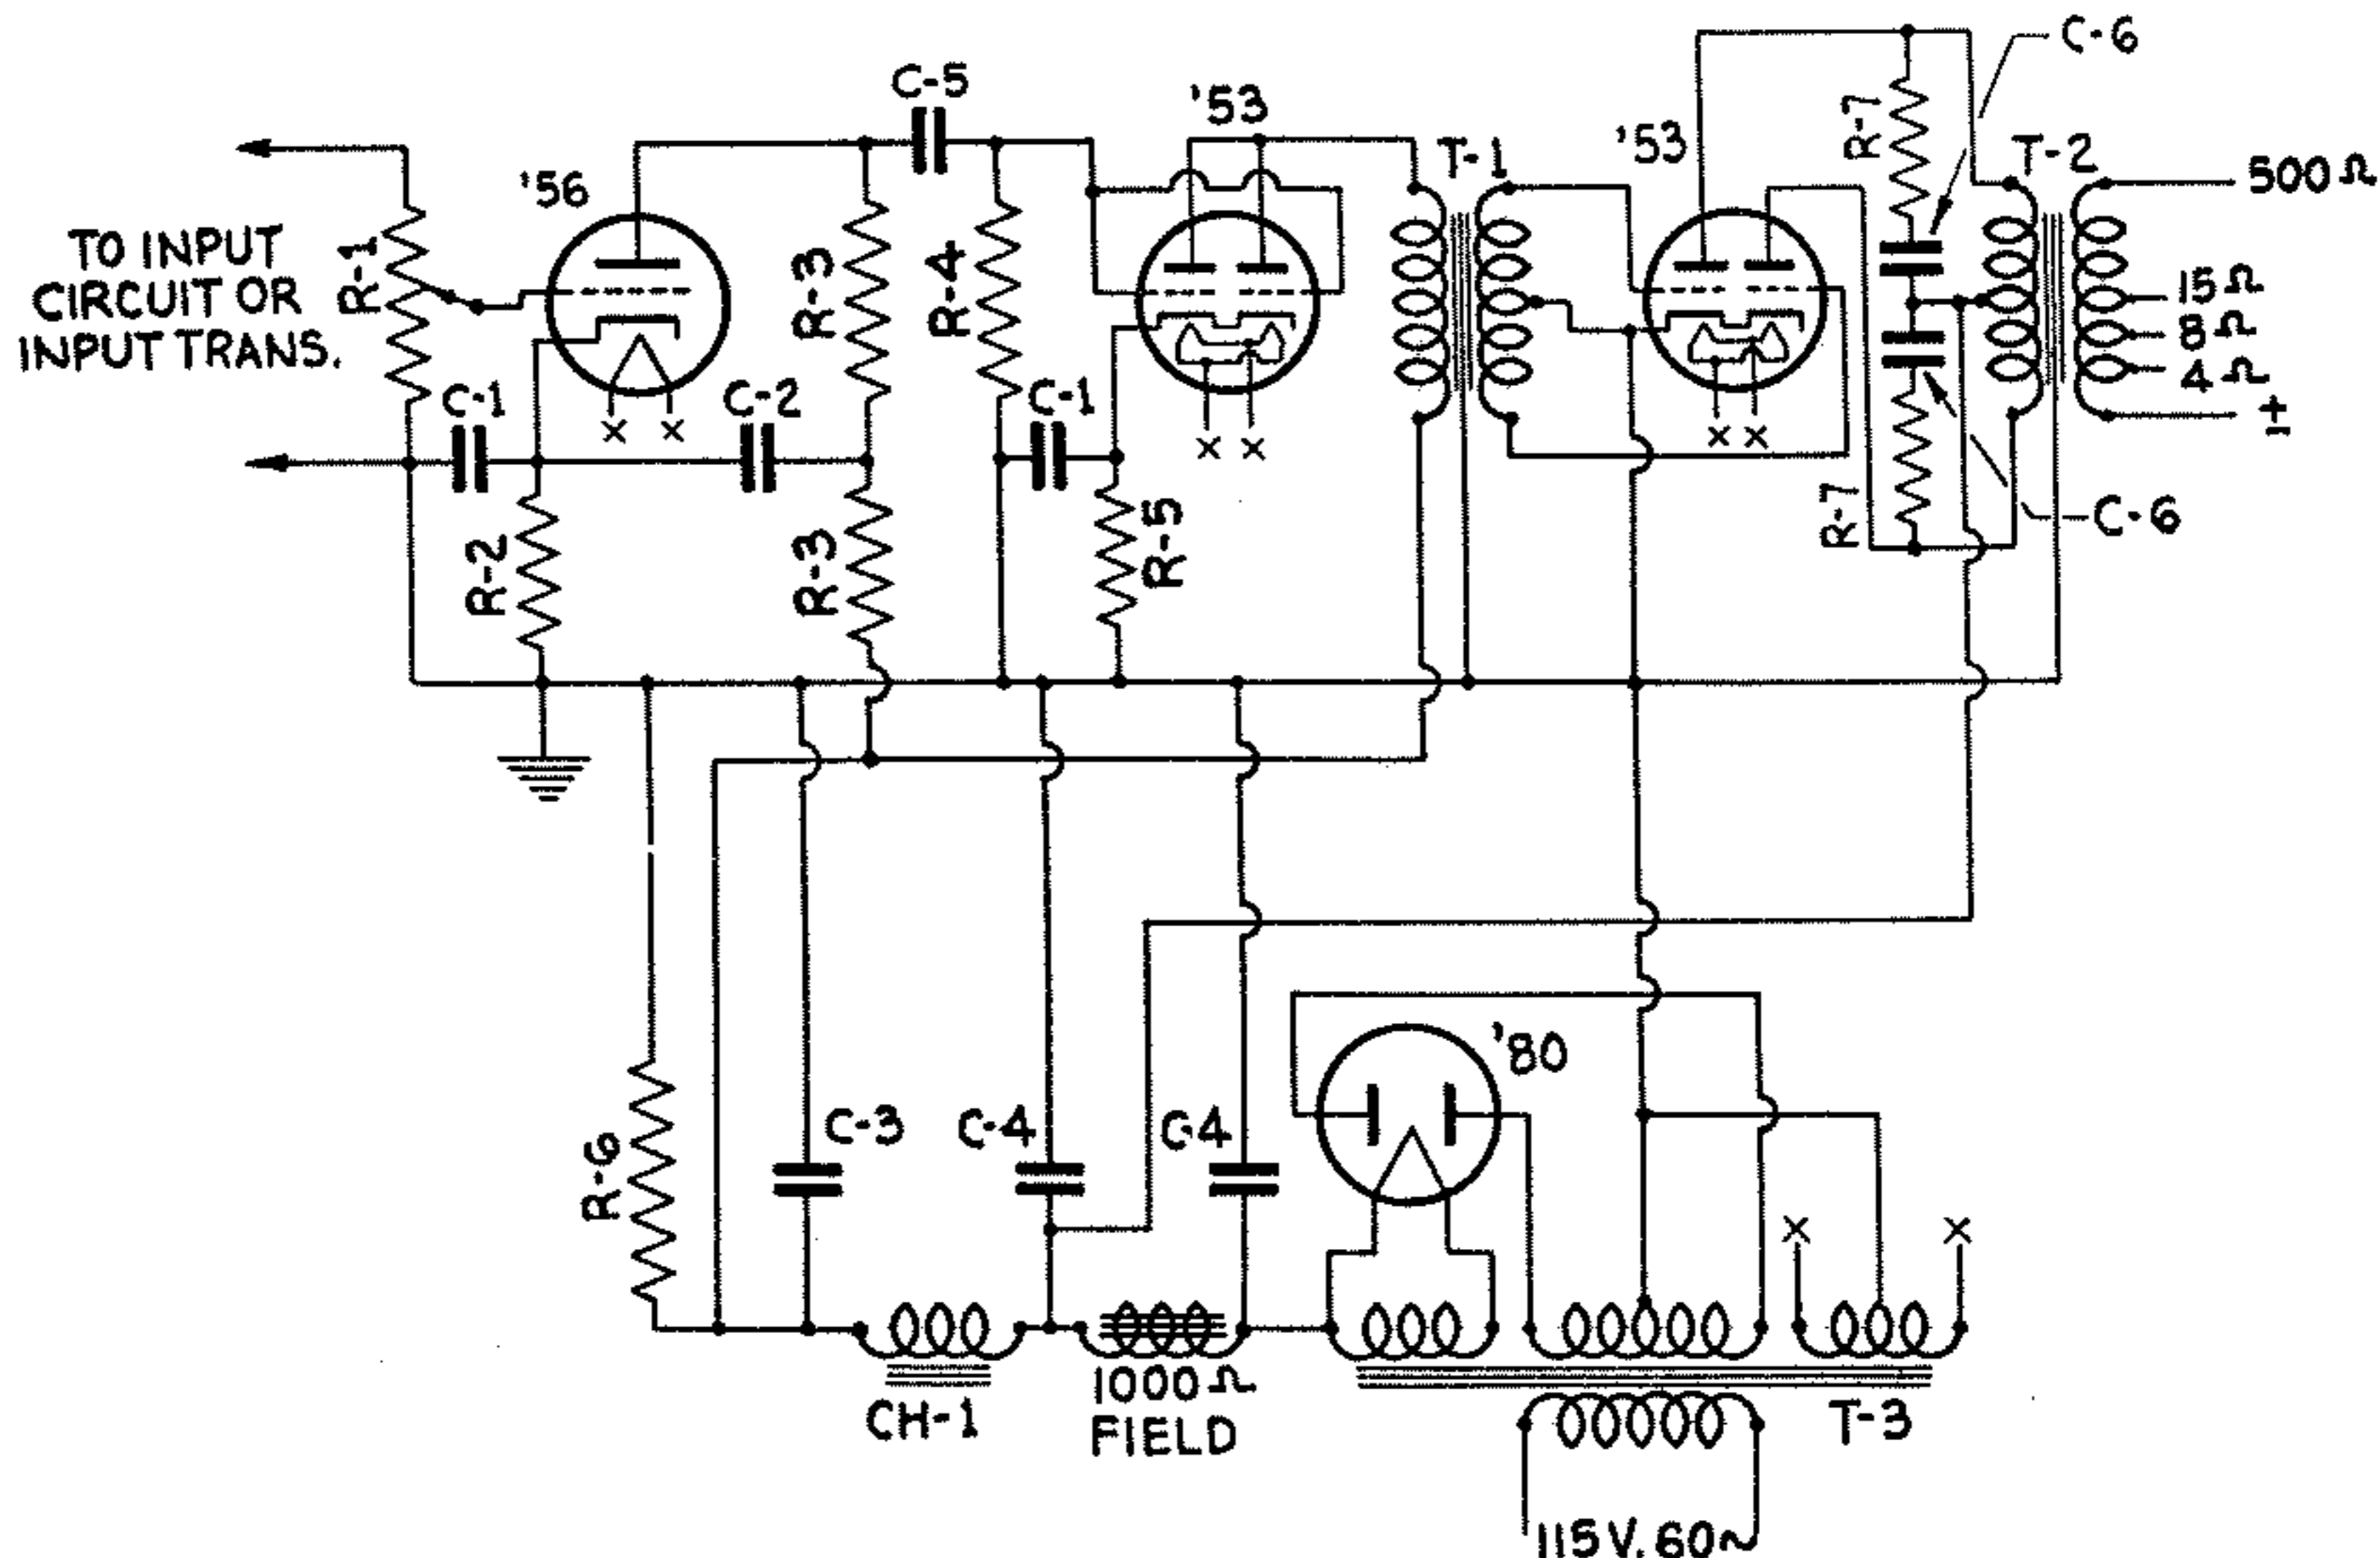 C-6
C-5
'53
'56
'53
R-7
T-1
T-2
500 Ω
TO INPUT
CIRCUIT OR
INPUT TRANS.
R-1
R-3
R-4
15 Ω
8 Ω
4 Ω
±
C-1
C-2
C-1
R-2
R-3
R-5
R-7
C-6
X X
X X
X X
'80
C-3
C-4
C-4
R-6
X X
CH-1
1000 Ω
FIELD
T-3
115 V. 60~